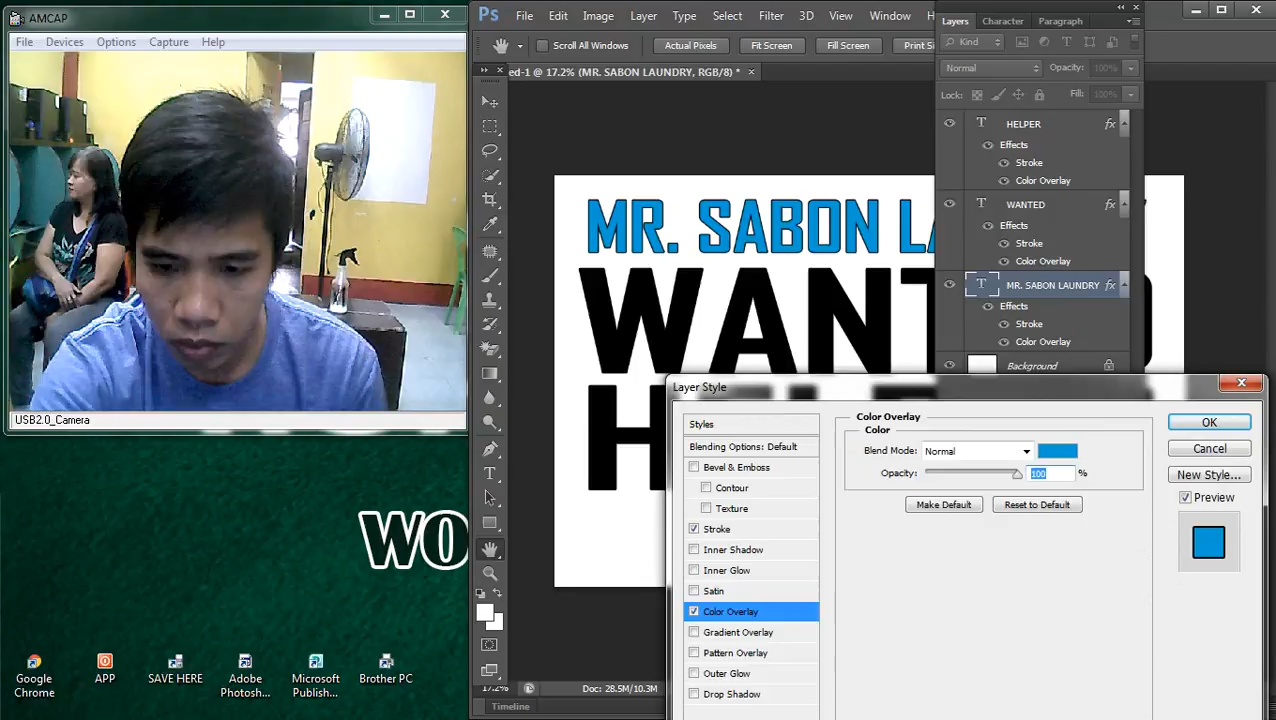 AMCAP
File Devices Options Capture Help
USB2.0_Camera
WO
Google Chrome
APP
SAVE HERE
Adobe Photosh...
Microsoft Publish...
Brother PC
Ps File Edit Image Layer Type Select Filter 3D View Window H
Scroll All Windows Actual Pixels Fit Screen Fill Screen Print Si
ed-1 @ 17.2% (MR. SABON LAUNDRY, RGB/8) *
MR. SABON LA
WANT
17.2% Doc: 28.5M/10.3M
Timeline
Layers Character Paragraph
Kind
Normal Opacity: 100%
Lock: Fill: 100%
T HELPER fx
Effects
Stroke
Color Overlay
T WANTED fx
Effects
Stroke
Color Overlay
T MR. SABON LAUNDRY fx
Effects
Stroke
Color Overlay
Background
Layer Style
Styles
Blending Options: Default
Bevel & Emboss
Contour
Texture
Stroke
Inner Shadow
Inner Glow
Satin
Color Overlay
Gradient Overlay
Pattern Overlay
Outer Glow
Drop Shadow
Color Overlay
Color
Blend Mode: Normal
Opacity: 100 %
Make Default Reset to Default
OK
Cancel
New Style...
Preview